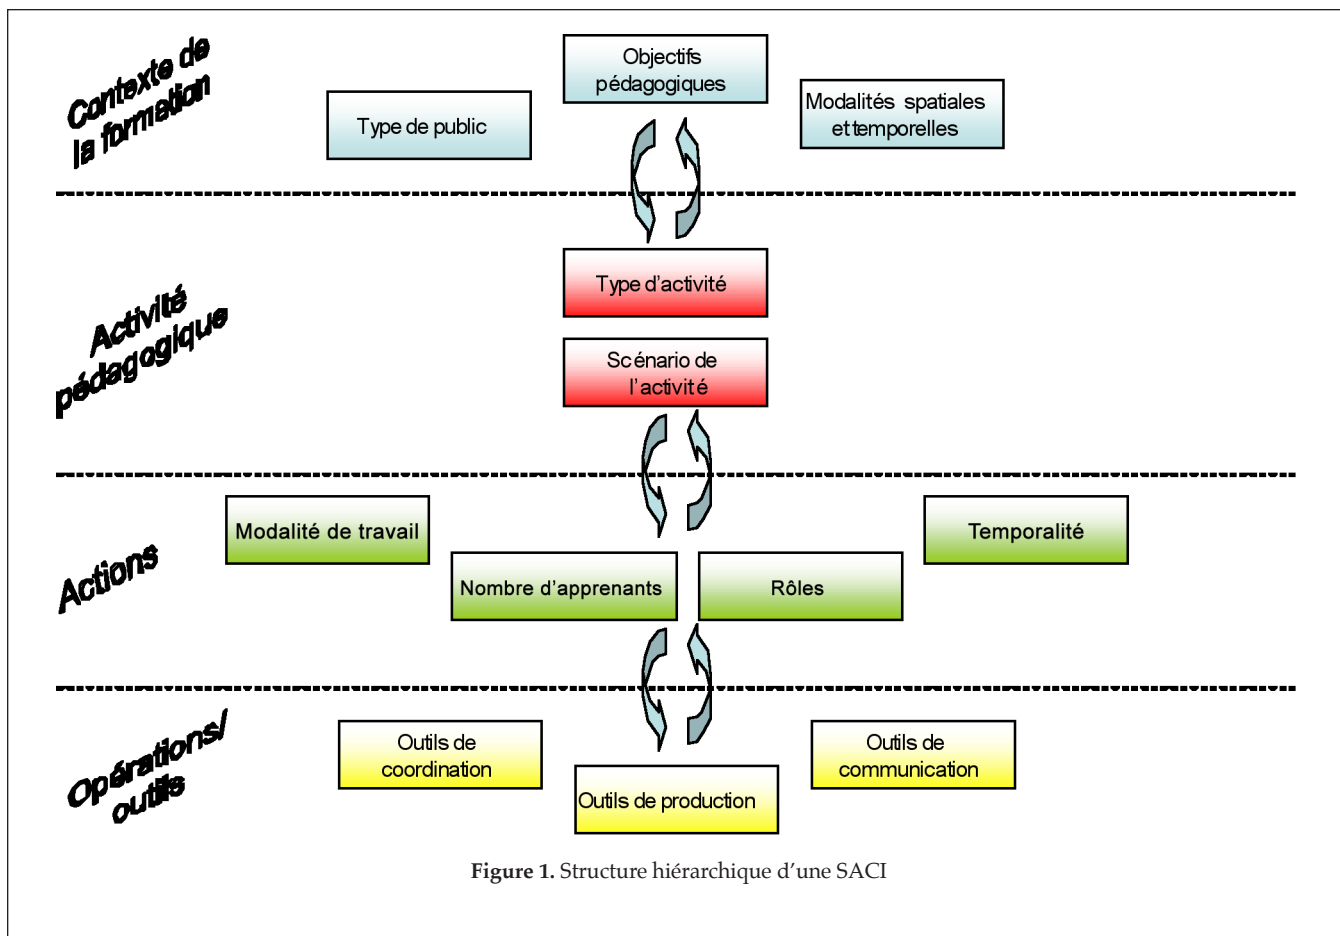 Contexte de
la formation
Objectifs
pédagogiques
Type de public
Modalités spatiales
et temporelles
Activité
pédagogique
Type d’activité
Scénario de
l’activité
Actions
Modalité de travail
Nombre d’apprenants
Rôles
Temporalité
Opérations/
outils
Outils de
coordination
Outils de production
Outils de
communication
Figure 1. Structure hiérarchique d’une SACI